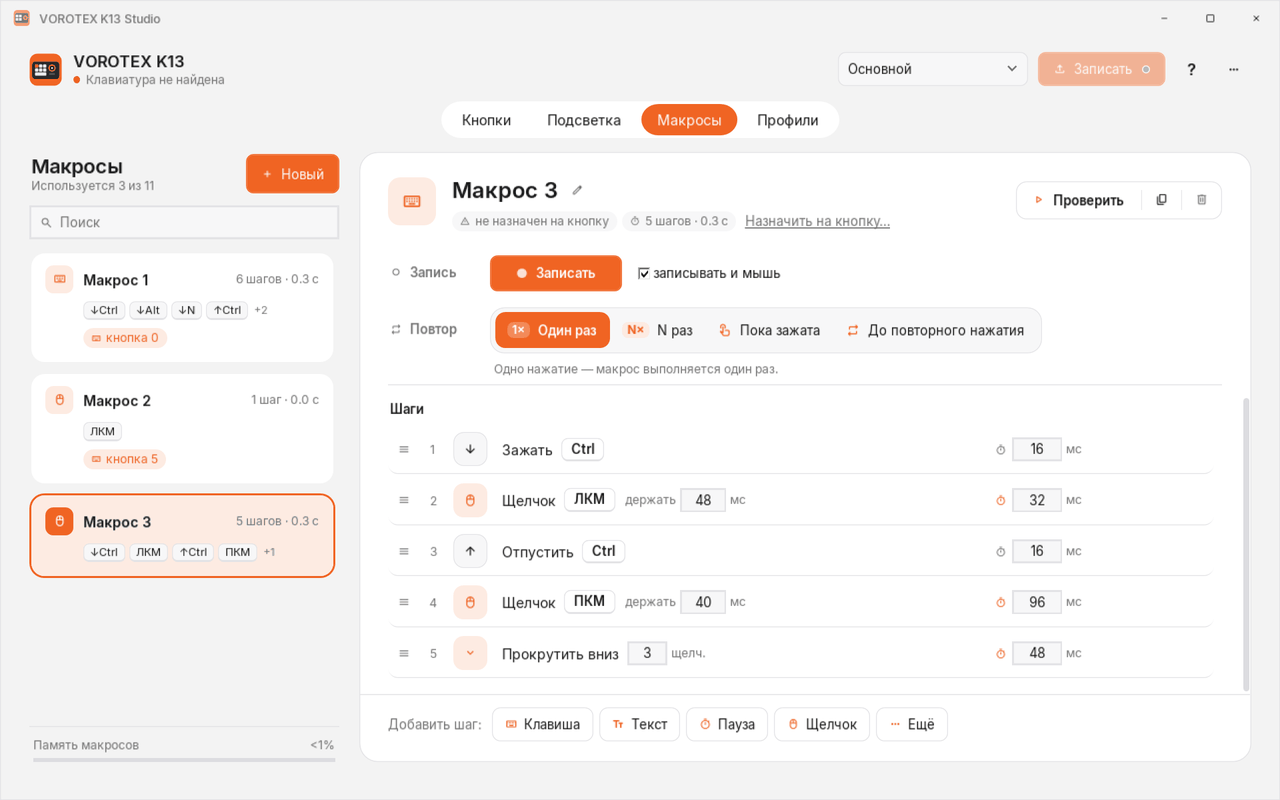 VOROTEX K13 Studio
VOROTEX K13
Клавиатура не найдена
Основной
Записать
?
Кнопки Подсветка Макросы Профили
Макросы
Используется 3 из 11
+ Новый
Поиск
Макрос 1 6 шагов · 0.3 с
↓Ctrl ↓Alt ↓N ↑Ctrl +2
кнопка 0
Макрос 2 1 шаг · 0.0 с
ЛКМ
кнопка 5
Макрос 3 5 шагов · 0.3 с
↓Ctrl ЛКМ ↑Ctrl ПКМ +1
Память макросов <1%
Макрос 3
не назначен на кнопку 5 шагов · 0.3 с Назначить на кнопку...
Проверить
Запись Записать записывать и мышь
Повтор 1× Один раз N× N раз Пока зажата До повторного нажатия
Одно нажатие — макрос выполняется один раз.
Шаги
1 ↓ Зажать Ctrl 16 мс
2 Щелчок ЛКМ держать 48 мс 32 мс
3 ↑ Отпустить Ctrl 16 мс
4 Щелчок ПКМ держать 40 мс 96 мс
5 Прокрутить вниз 3 щелч. 48 мс
Добавить шаг: Клавиша Tт Текст Пауза Щелчок ··· Ещё